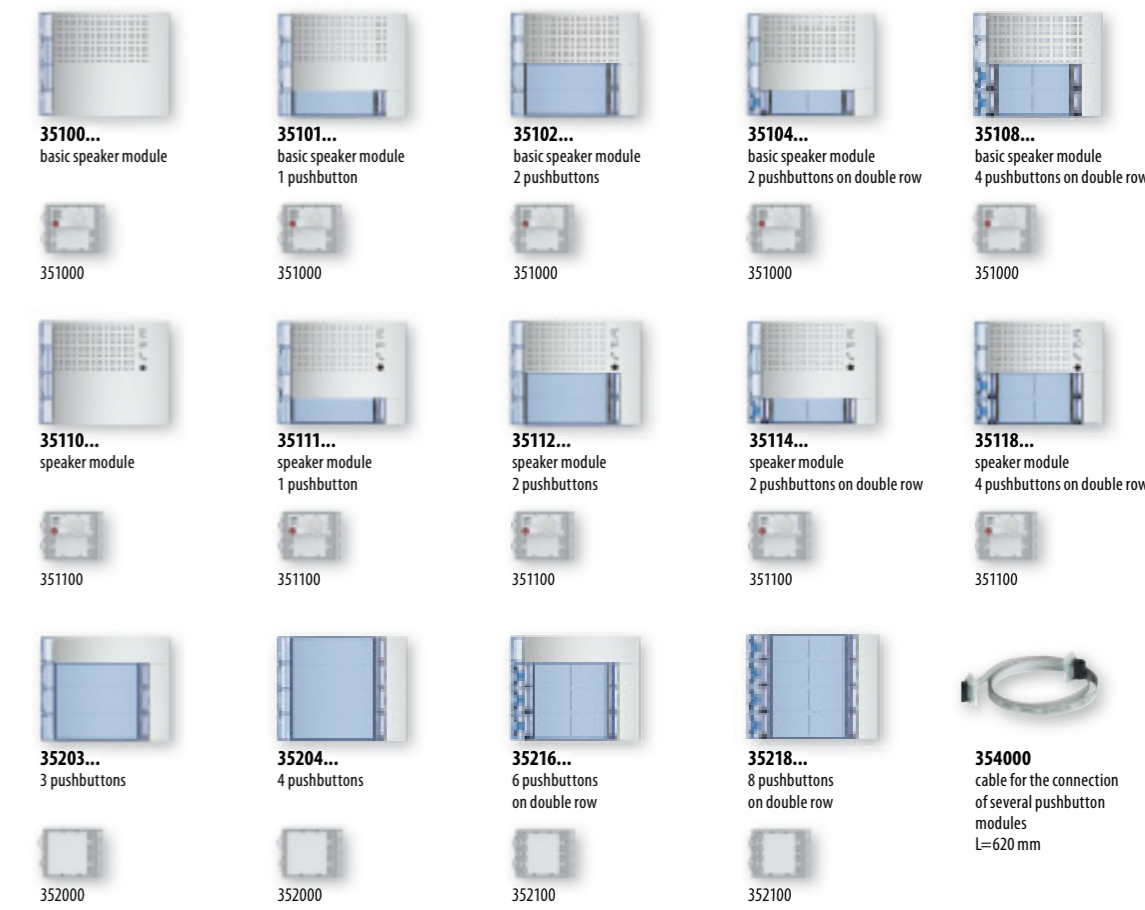 35100...
basic speaker module
351000
35101...
basic speaker module
1 pushbutton
351000
35102...
basic speaker module
2 pushbuttons
351000
35104...
basic speaker module
2 pushbuttons on double row
351000
35108...
basic speaker module
4 pushbuttons on double row
351000
35110...
speaker module
351100
35111...
speaker module
1 pushbutton
351100
35112...
speaker module
2 pushbuttons
351100
35114...
speaker module
2 pushbuttons on double row
351100
35118...
speaker module
4 pushbuttons on double row
351100
35203...
3 pushbuttons
352000
35204...
4 pushbuttons
352000
35216...
6 pushbuttons
on double row
352100
35218...
8 pushbuttons
on double row
352100
354000
cable for the connection
of several pushbutton
modules
L=620 mm